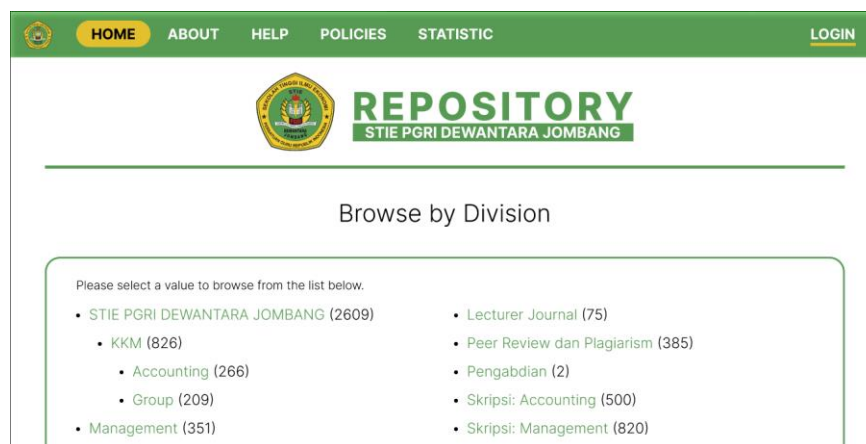 HOME ABOUT HELP POLICIES STATISTIC LOGIN
REPOSITORY
STIE PGRI DEWANTARA JOMBANG
Browse by Division
Please select a value to browse from the list below.
• STIE PGRI DEWANTARA JOMBANG (2609)
• KKM (826)
• Accounting (266)
• Group (209)
• Management (351)
• Lecturer Journal (75)
• Peer Review dan Plagiarism (385)
• Pengabdian (2)
• Skripsi: Accounting (500)
• Skripsi: Management (820)